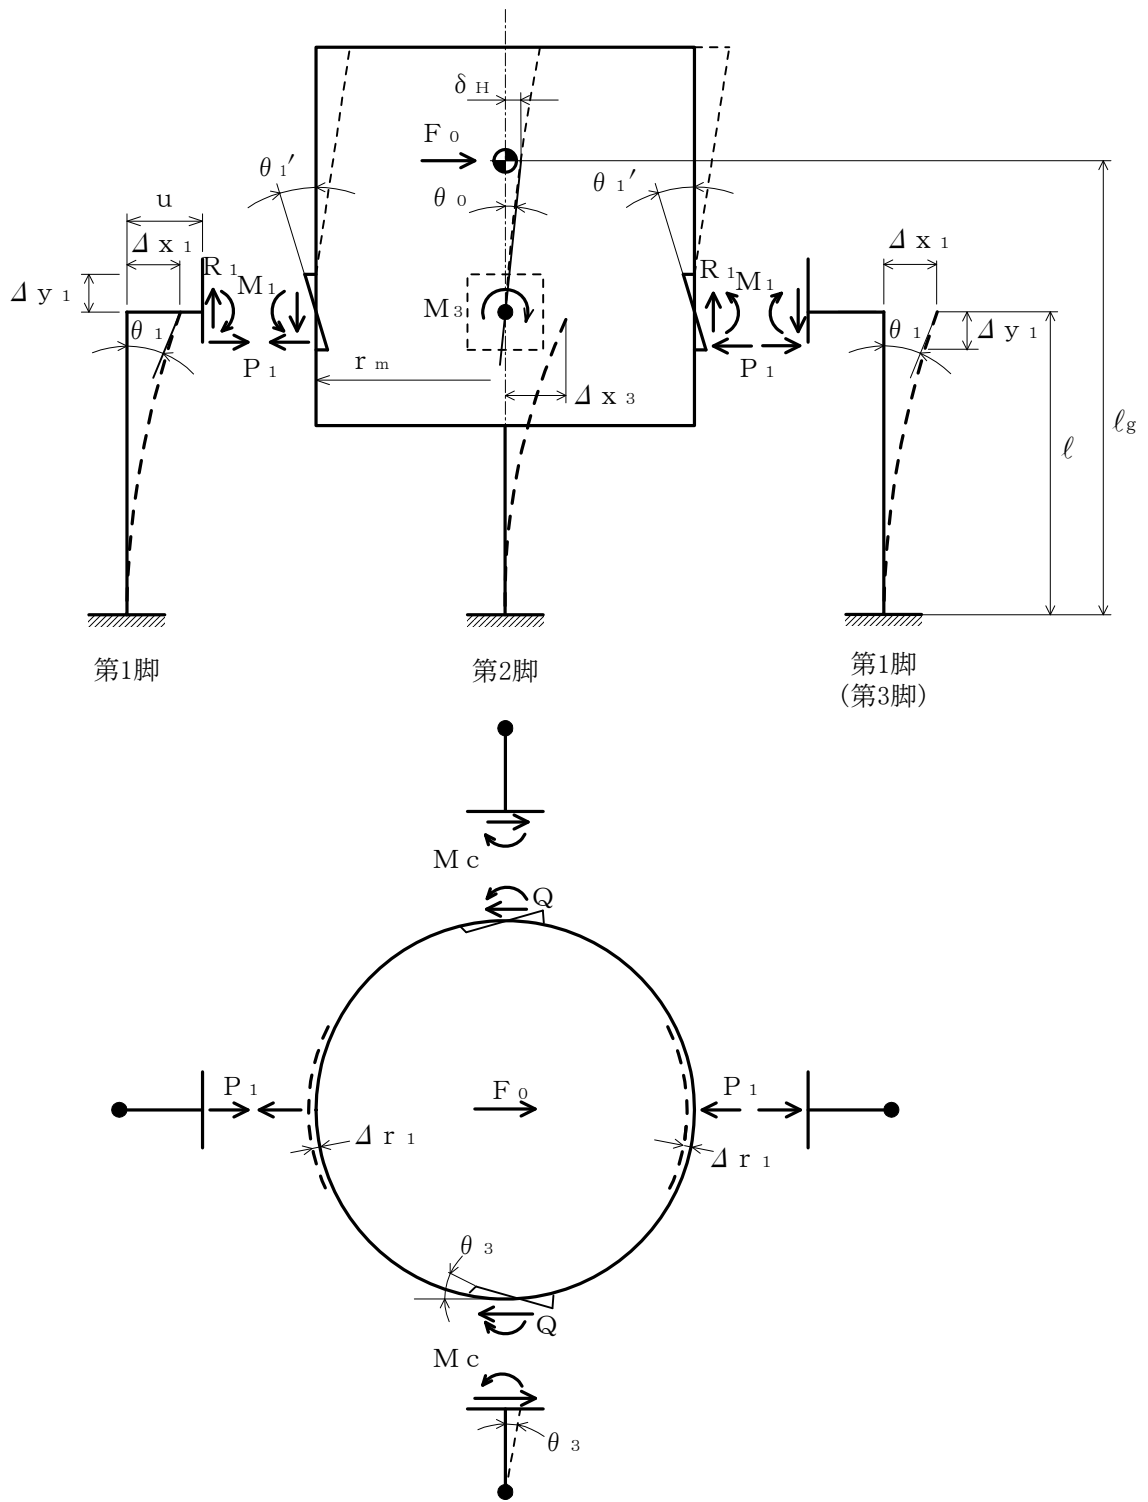 δH
F0
θ1′
θ0
θ1′
u
Δx1
Δx1
R1
M1
R1
M1
Δy1
M3
θ1
θ1
Δy1
P1
P1
rm
Δx3
ℓg
ℓ
第1脚
第2脚
第1脚
(第3脚)
Mc
Q
P1
F0
P1
Δr1
Δr1
θ3
Q
Mc
θ3